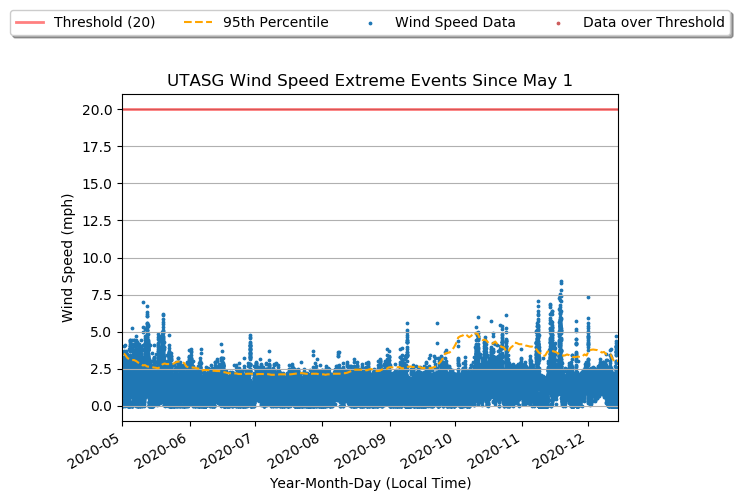 Threshold (20) 95th Percentile Wind Speed Data Data over Threshold
UTASG Wind Speed Extreme Events Since May 1
20.0
17.5
15.0
12.5
10.0
7.5
5.0
2.5
0.0
Wind Speed (mph)
2020-05 2020-06 2020-07 2020-08 2020-09 2020-10 2020-11 2020-12
Year-Month-Day (Local Time)